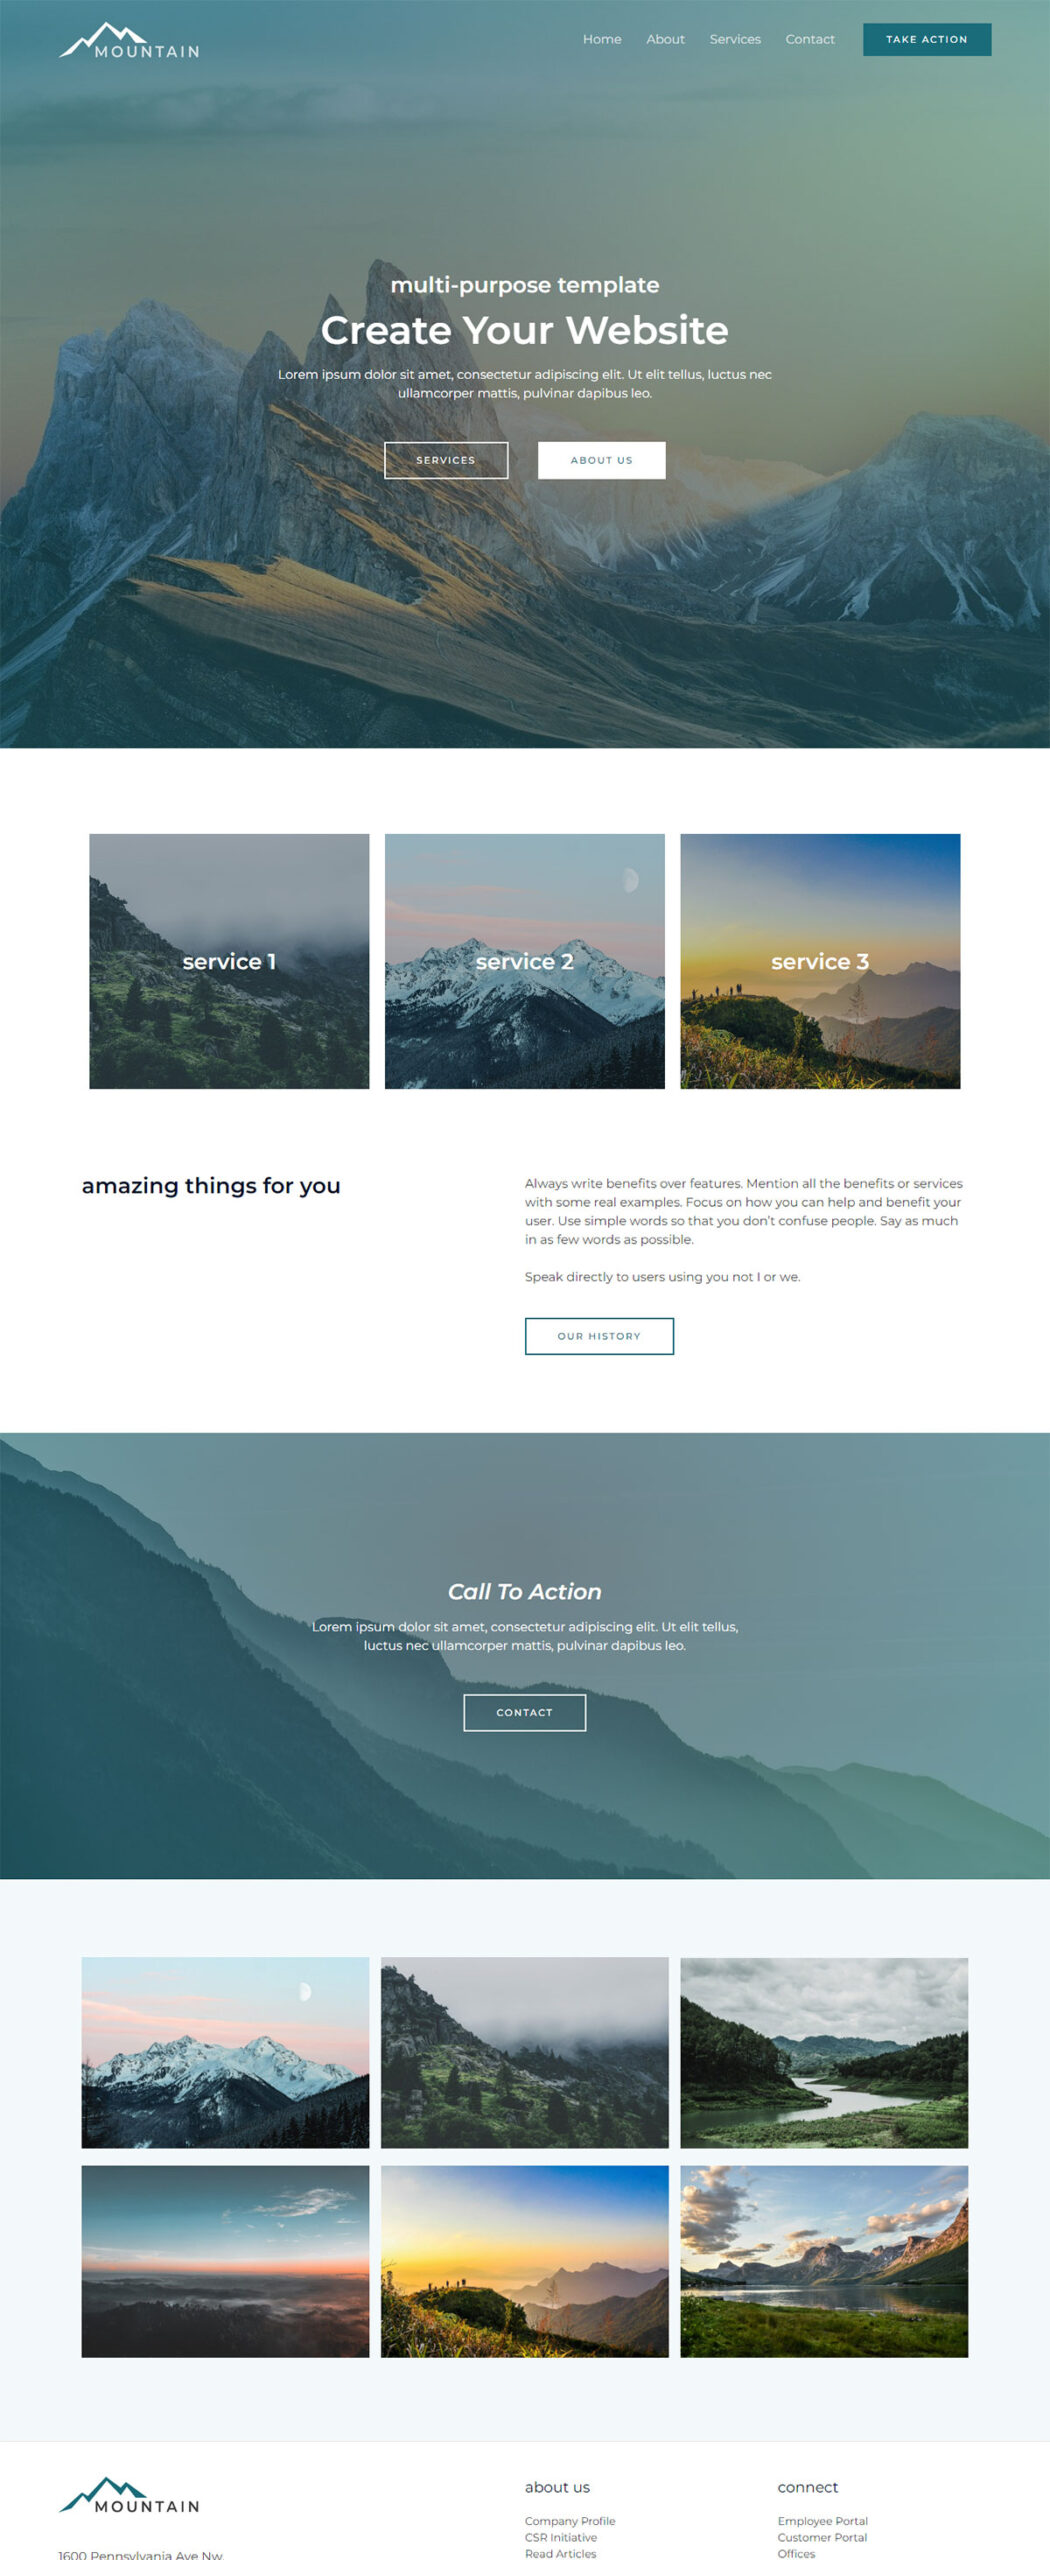 MOUNTAIN
Home About Services Contact TAKE ACTION
multi-purpose template
Create Your Website
Lorem ipsum dolor sit amet, consectetur adipiscing elit. Ut elit tellus, luctus nec
ullamcorper mattis, pulvinar dapibus leo.
SERVICES ABOUT US
service 1 service 2 service 3
amazing things for you
Always write benefits over features. Mention all the benefits or services
with some real examples. Focus on how you can help and benefit your
user. Use simple words so that you don’t confuse people. Say as much
in as few words as possible.
Speak directly to users using you not I or we.
OUR HISTORY
Call To Action
Lorem ipsum dolor sit amet, consectetur adipiscing elit. Ut elit tellus,
luctus nec ullamcorper mattis, pulvinar dapibus leo.
CONTACT
MOUNTAIN
1600 Pennsylvania Ave Nw,
about us
Company Profile
CSR Initiative
Read Articles
connect
Employee Portal
Customer Portal
Offices